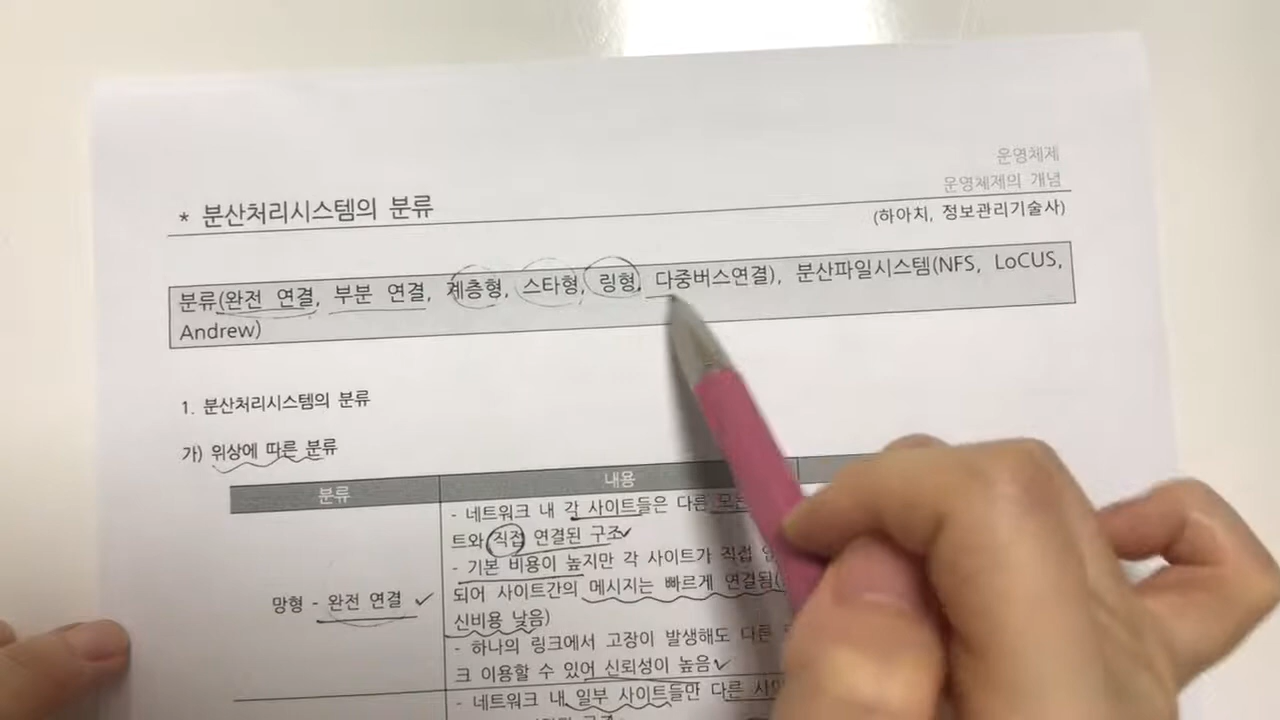 운영체제
운영체제의 개념
* 분산처리시스템의 분류
(하아치, 정보관리기술사)
분류(완전 연결, 부분 연결, 계층형, 스타형, 링형, 다중버스연결), 분산파일시스템(NFS, LoCUS,
Andrew)
1. 분산처리시스템의 분류
가) 위상에 따른 분류
분류
내용
망형 - 완전 연결
- 네트워크 내 각 사이트들은 다른 모든
트와 직접 연결된 구조
- 기본 비용이 높지만 각 사이트가 직접
되어 사이트간의 메시지는 빠르게 연결됨(
신비용 낮음)
- 하나의 링크에서 고장이 발생해도 다른
크 이용할 수 있어 신뢰성이 높음
- 네트워크 내 일부 사이트들만 다른